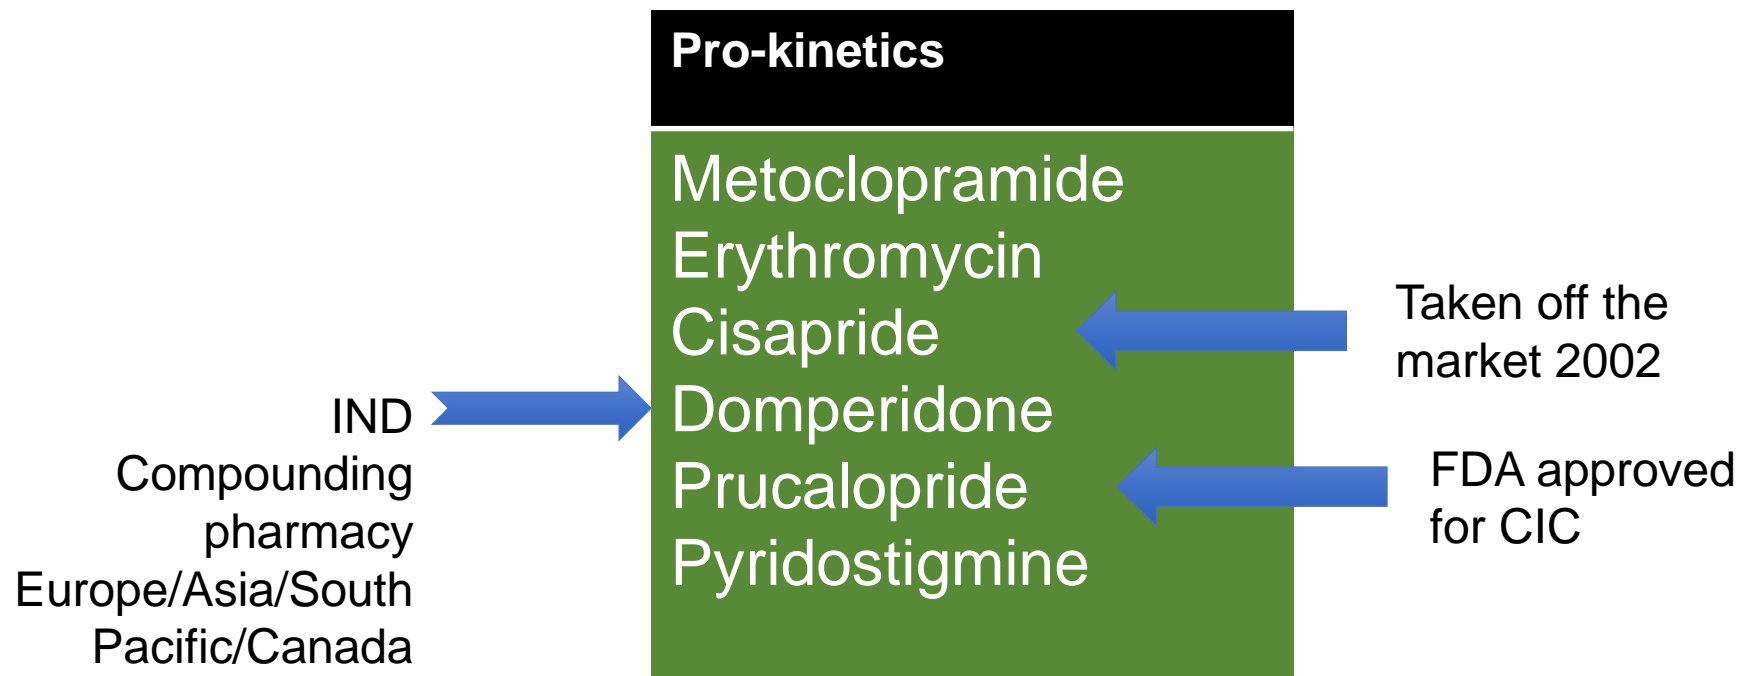 Pro-kinetics
Metoclopramide
Erythromycin
Cisapride
Domperidone
Prucalopride
Pyridostigmine
Taken off the
market 2002
FDA approved
for CIC
IND
Compounding
pharmacy
Europe/Asia/South
Pacific/Canada